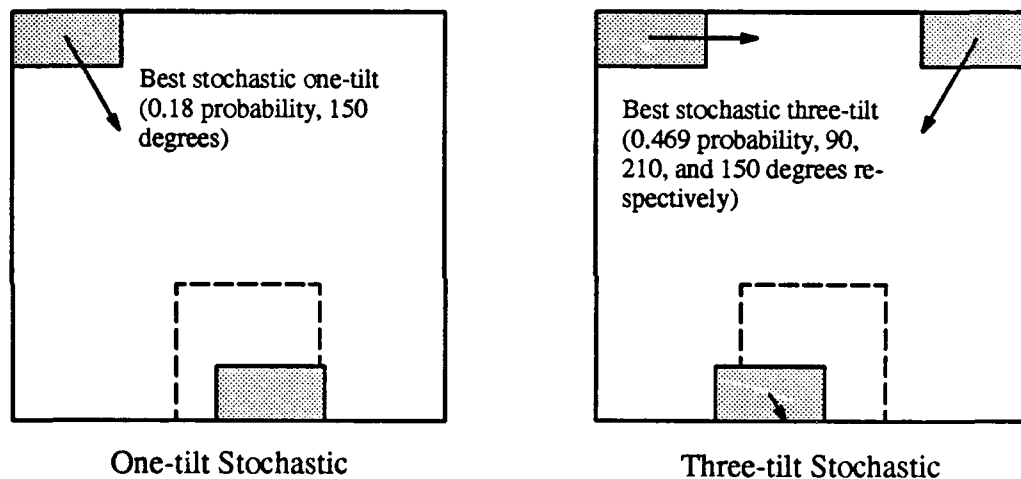 Best stochastic one-tilt
(0.18 probability, 150
degrees)
One-tilt Stochastic
Best stochastic three-tilt
(0.469 probability, 90,
210, and 150 degrees re-
spectively)
Three-tilt Stochastic